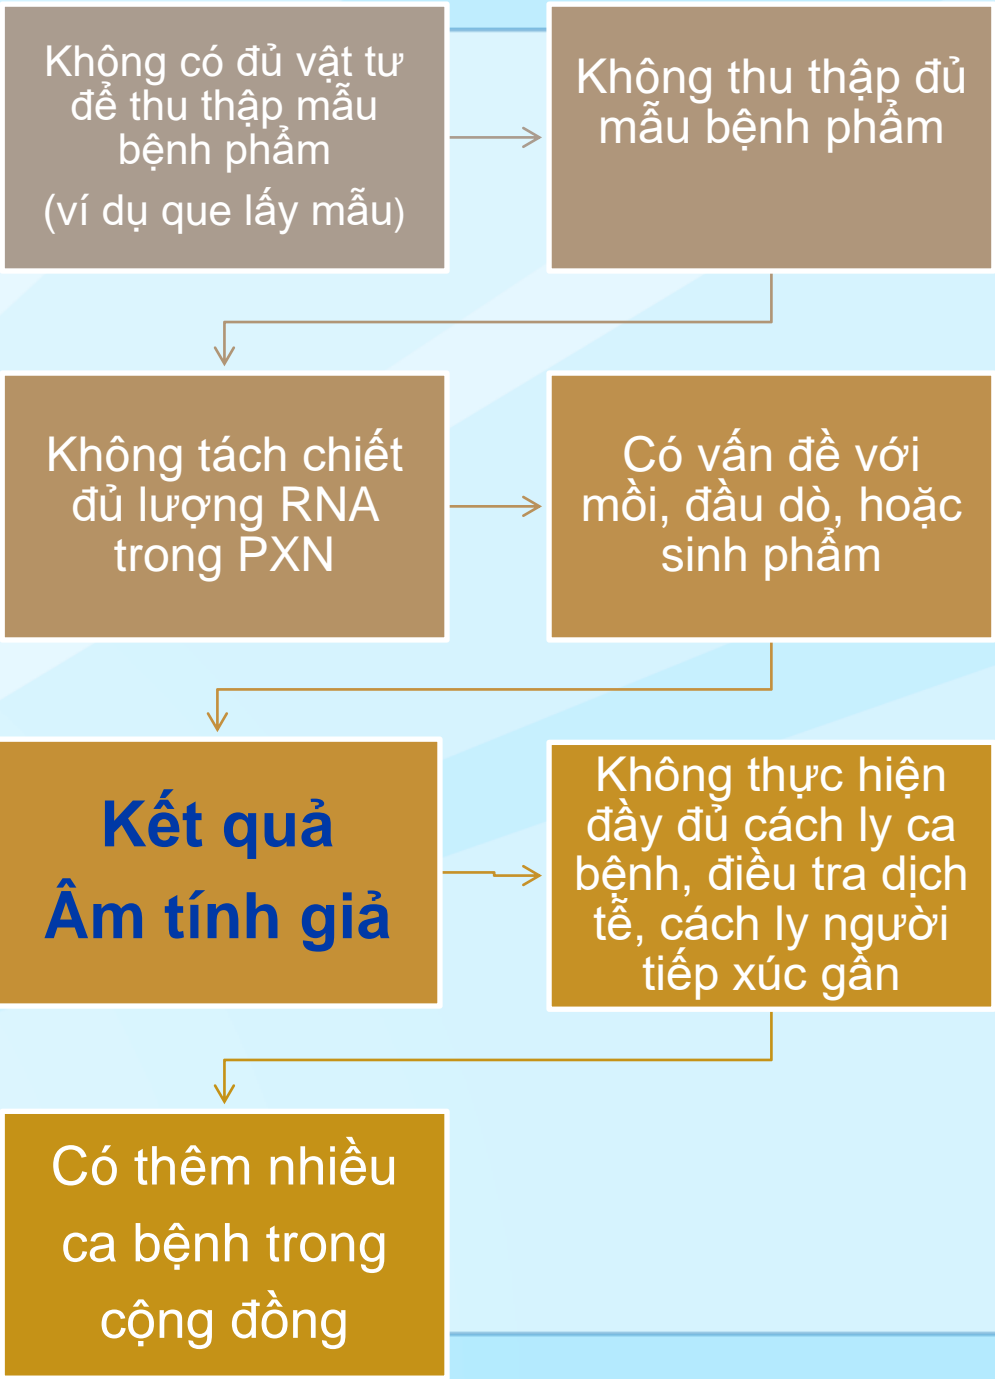 Không có đủ vật tư
để thu thập mẫu
bệnh phẩm
(ví dụ que lấy mẫu)
Không thu thập đủ
mẫu bệnh phẩm
Không tách chiết
đủ lượng RNA
trong PXN
Có vấn đề với
mồi, đầu dò, hoặc
sinh phẩm
Kết quả
Âm tính giả
Không thực hiện
đầy đủ cách ly ca
bệnh, điều tra dịch
tễ, cách ly người
tiếp xúc gần
Có thêm nhiều
ca bệnh trong
cộng đồng